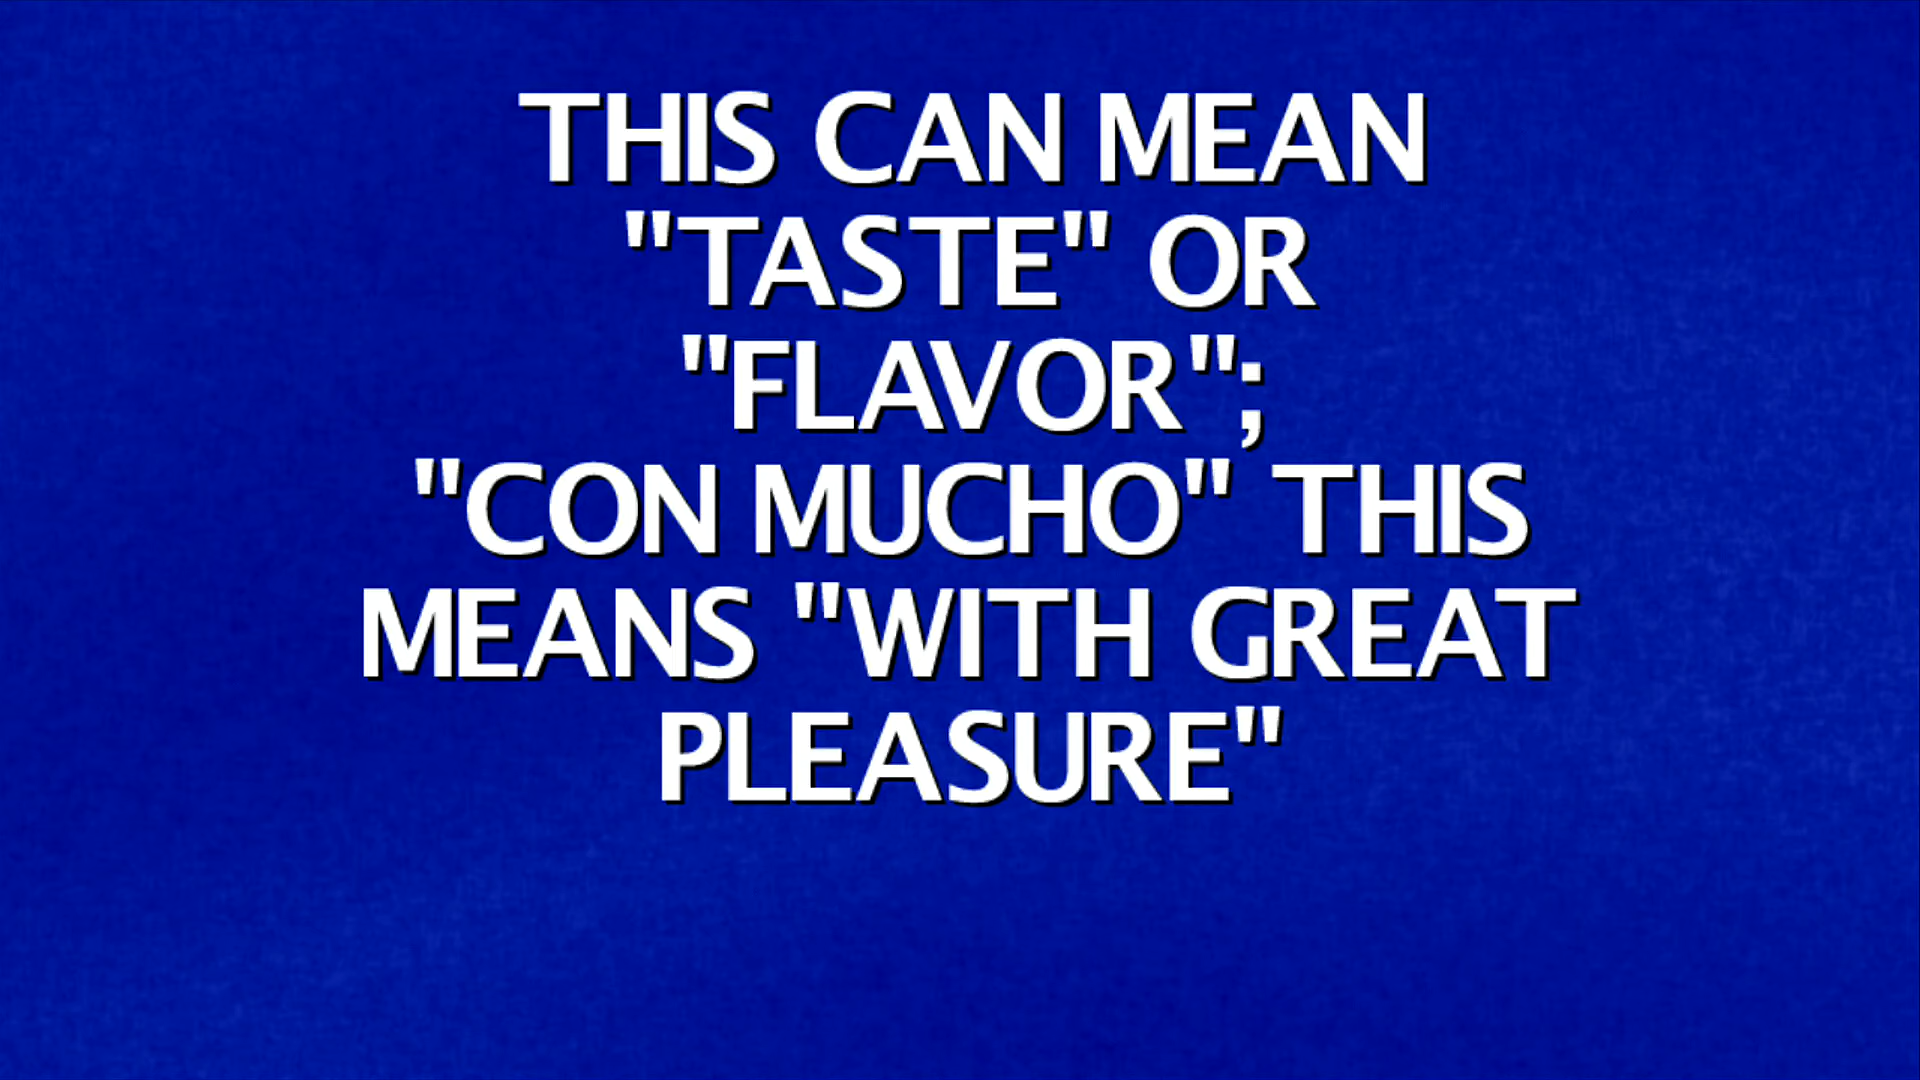 THIS CAN MEAN
"TASTE" OR
"FLAVOR";
"CON MUCHO" THIS
MEANS "WITH GREAT
PLEASURE"